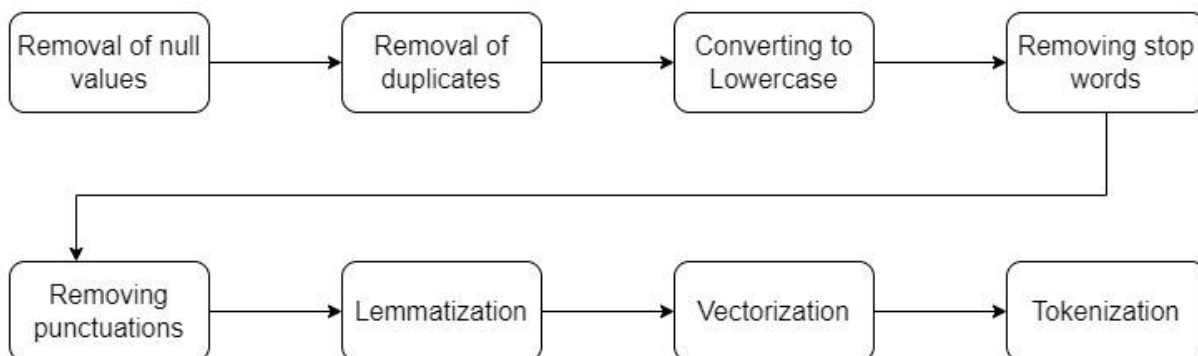 Removal of null
values
Removal of
duplicates
Converting to
Lowercase
Removing stop
words
Removing
punctuations
Lemmatization
Vectorization
Tokenization